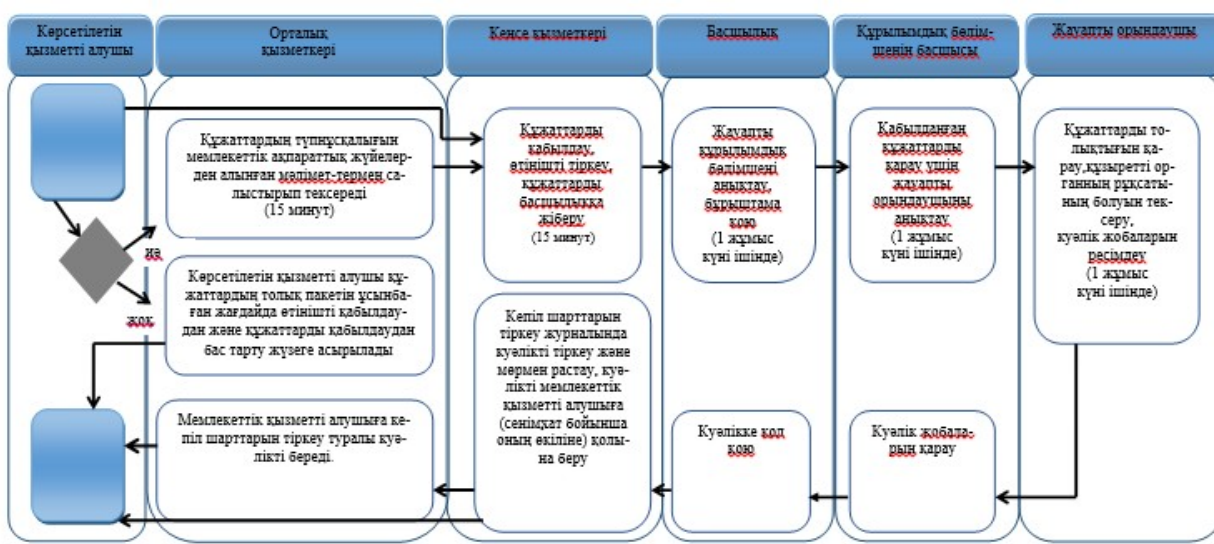 Көрсетілетін
қызметті алушы
Орталық
қызметкері
Кеңсе қызметкері
Басшылық
Құрылымдық бөлім-
шенің басшысы
Жауапты орындаушы
Құжаттардың түпнұсқалығын
мемлекеттік ақпараттық жүйелер-
ден алынған мәлімет-термен са-
лыстырып тексереді
(15 минут)
Құжаттарды
қабылдау,
өтінішті тіркеу,
құжаттарды
басшылыққа
жіберу
(15 минут)
Жауапты
құрылымдық
бөлімшені
анықтау,
бұрыштама
қою
(1 жұмыс
күні ішінде)
Қабылданған
құжаттарды
қарау үшін
жауапты
орындаушыны
анықтау
(1 жұмыс
күні ішінде)
Құжаттарды то-
лықтығын қа-
рау,құзыретті ор-
ганның рұқсаты-
ның болуын тек-
серу,
куәлік жобаларын
ресімдеу
(1 жұмыс
күні ішінде)
иә
жоқ
Көрсетілетін қызметті алушы құ-
жаттардың толық пакетін ұсынба-
ған жағдайда өтінішті қабылдау-
дан және құжаттарды қабылдаудан
бас тарту жүзеге асырылады
Кепіл шарттарын
тіркеу журналында
куәлікті тіркеу және
мөрмен растау, куә-
лікті мемлекеттік
қызметті алушыға
(сенімхат бойынша
оның өкіліне) қолы-
на беру
Мемлекеттік қызметті алушыға ке-
піл шарттарын тіркеу туралы куә-
лікті береді.
Куәлікке қол
қою
Куәлік жобала-
рын қарау